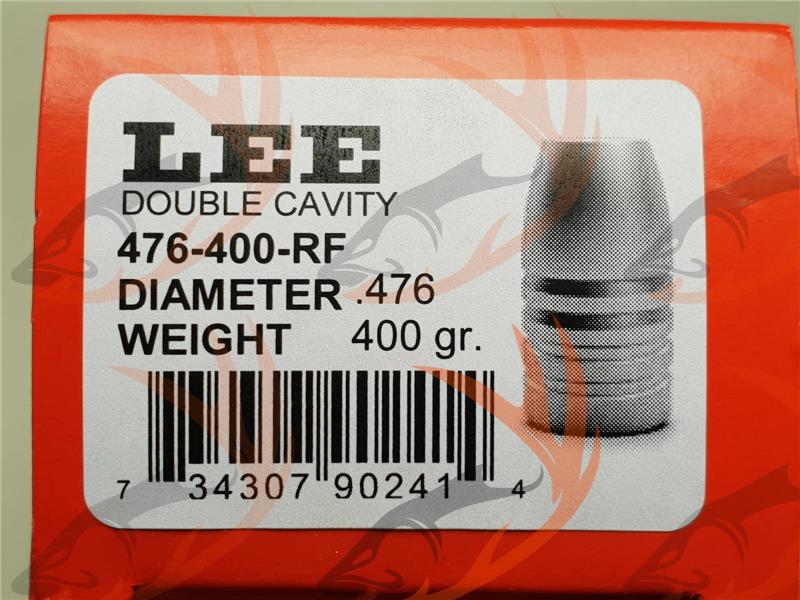 LEE
DOUBLE CAVITY
476-400-RF
DIAMETER .476
WEIGHT 400 gr.
7 34307 90241 4